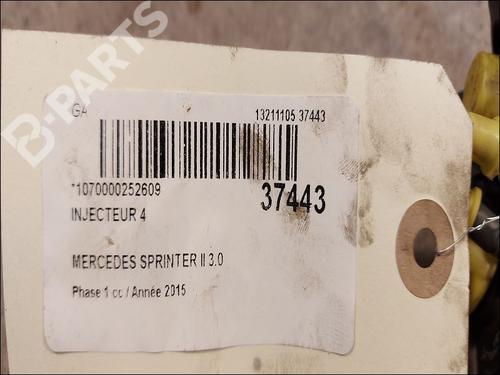 B-PARTS
GA 13211105 37443
*1070000252609 37443
INJECTEUR 4
MERCEDES SPRINTER II 3.0
Phase 1 cc / Année 2015